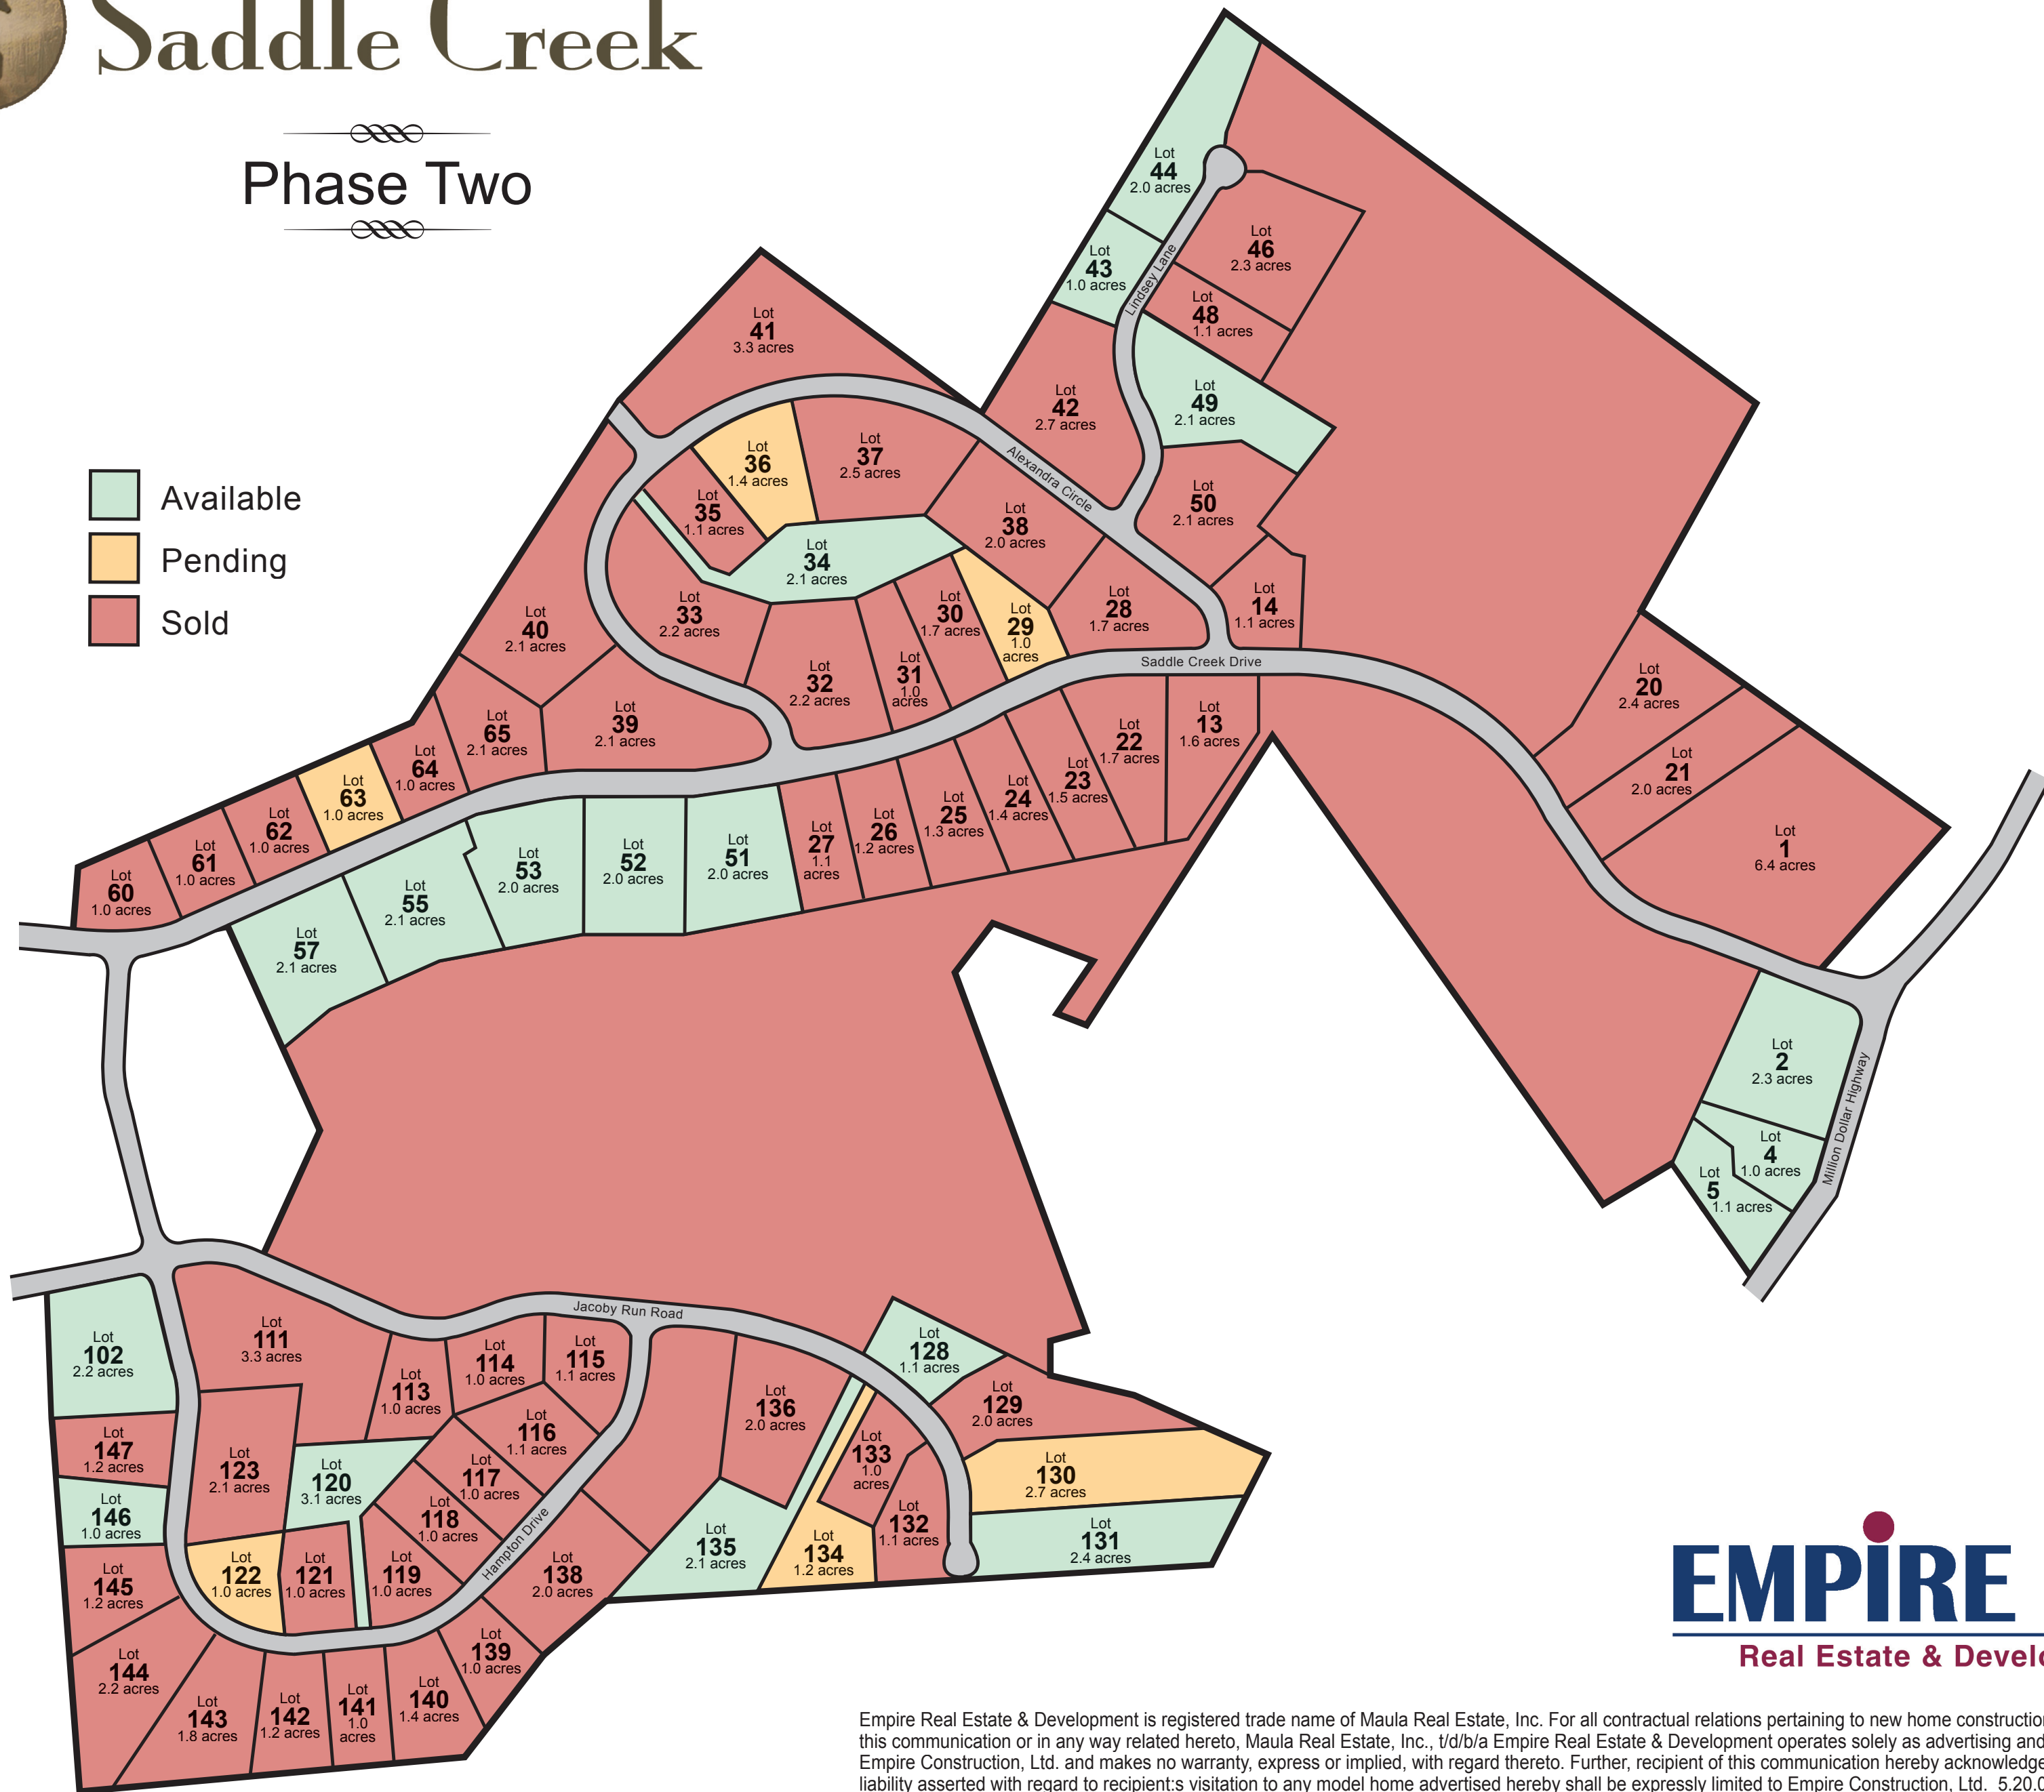 Saddle Creek
Phase Two
Available
Pending
Sold
Lot
44
2.0 acres
Lot
43
1.0 acres
Lindsey Lane
Lot
46
2.3 acres
Lot
48
1.1 acres
Lot
41
3.3 acres
Lot
42
2.7 acres
Lot
49
2.1 acres
Lot
36
1.4 acres
Lot
37
2.5 acres
Alexandra Circle
Lot
35
1.1 acres
Lot
38
2.0 acres
Lot
50
2.1 acres
Lot
34
2.1 acres
Lot
40
2.1 acres
Lot
33
2.2 acres
Lot
30
1.7 acres
Lot
29
1.0
acres
Lot
28
1.7 acres
Lot
14
1.1 acres
Saddle Creek Drive
Lot
32
2.2 acres
Lot
31
1.0
acres
Lot
20
2.4 acres
Lot
65
2.1 acres
Lot
39
2.1 acres
Lot
22
1.7 acres
Lot
13
1.6 acres
Lot
64
1.0 acres
Lot
63
1.0 acres
Lot
62
1.0 acres
Lot
61
1.0 acres
Lot
60
1.0 acres
Lot
23
1.5 acres
Lot
24
1.4 acres
Lot
25
1.3 acres
Lot
26
1.2 acres
Lot
27
1.1
acres
Lot
21
2.0 acres
Lot
1
6.4 acres
Lot
51
2.0 acres
Lot
52
2.0 acres
Lot
53
2.0 acres
Lot
55
2.1 acres
Lot
57
2.1 acres
Lot
2
2.3 acres
Lot
4
1.0 acres
Lot
5
1.1 acres
Million Dollar Highway
Jacoby Run Road
Lot
102
2.2 acres
Lot
111
3.3 acres
Lot
113
1.0 acres
Lot
114
1.0 acres
Lot
115
1.1 acres
Lot
128
1.1 acres
Lot
129
2.0 acres
Lot
136
2.0 acres
Lot
116
1.1 acres
Lot
147
1.2 acres
Lot
123
2.1 acres
Lot
120
3.1 acres
Lot
117
1.0 acres
Lot
133
1.0
acres
Lot
130
2.7 acres
Lot
146
1.0 acres
Lot
118
1.0 acres
Hampton Drive
Lot
132
1.1 acres
Lot
131
2.4 acres
Lot
135
2.1 acres
Lot
134
1.2 acres
Lot
145
1.2 acres
Lot
122
1.0 acres
Lot
121
1.0 acres
Lot
119
1.0 acres
Lot
138
2.0 acres
Lot
139
1.0 acres
Lot
144
2.2 acres
Lot
143
1.8 acres
Lot
142
1.2 acres
Lot
141
1.0
acres
Lot
140
1.4 acres
EMPIRE
Real Estate &
Empire Real Estate & Development is registered trade name of Maula Real Estate, Inc. For all contractual relations pertaining to new home construction
this communication or in any way related hereto, Maula Real Estate, Inc., t/d/b/a Empire Real Estate & Development operates solely as advertising and
Empire Construction, Ltd. and makes no warranty, express or implied, with regard thereto. Further, recipient of this communication hereby
liability asserted with regard to recipient:s visitation to any model home advertised hereby shall be expressly limited to Empire Construction, Ltd.